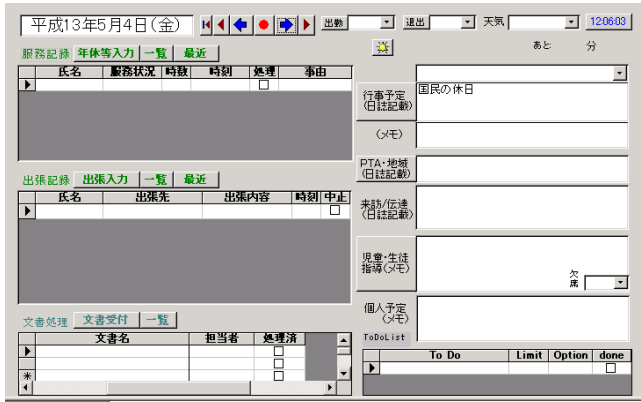 平成13年5月4日(金) 出勤 退出 天気 120603
あと 分
服務記録 年休等入力 一覧 最近
氏名 服務状況 時数 時刻 処理 事由
行事予定
(日誌記載)
国民の休日
(メモ)
PTA・地域
(日誌記載)
出張記録 出張入力 一覧 最近
氏名 出張先 出張内容 時刻 中止
来訪/伝達
(日誌記載)
児童・生徒
指導(メモ)
欠
席
個人予定
(メモ)
文書処理 文書受付 一覧
文書名 担当者 処理済
ToDoList
To Do Limit Option done